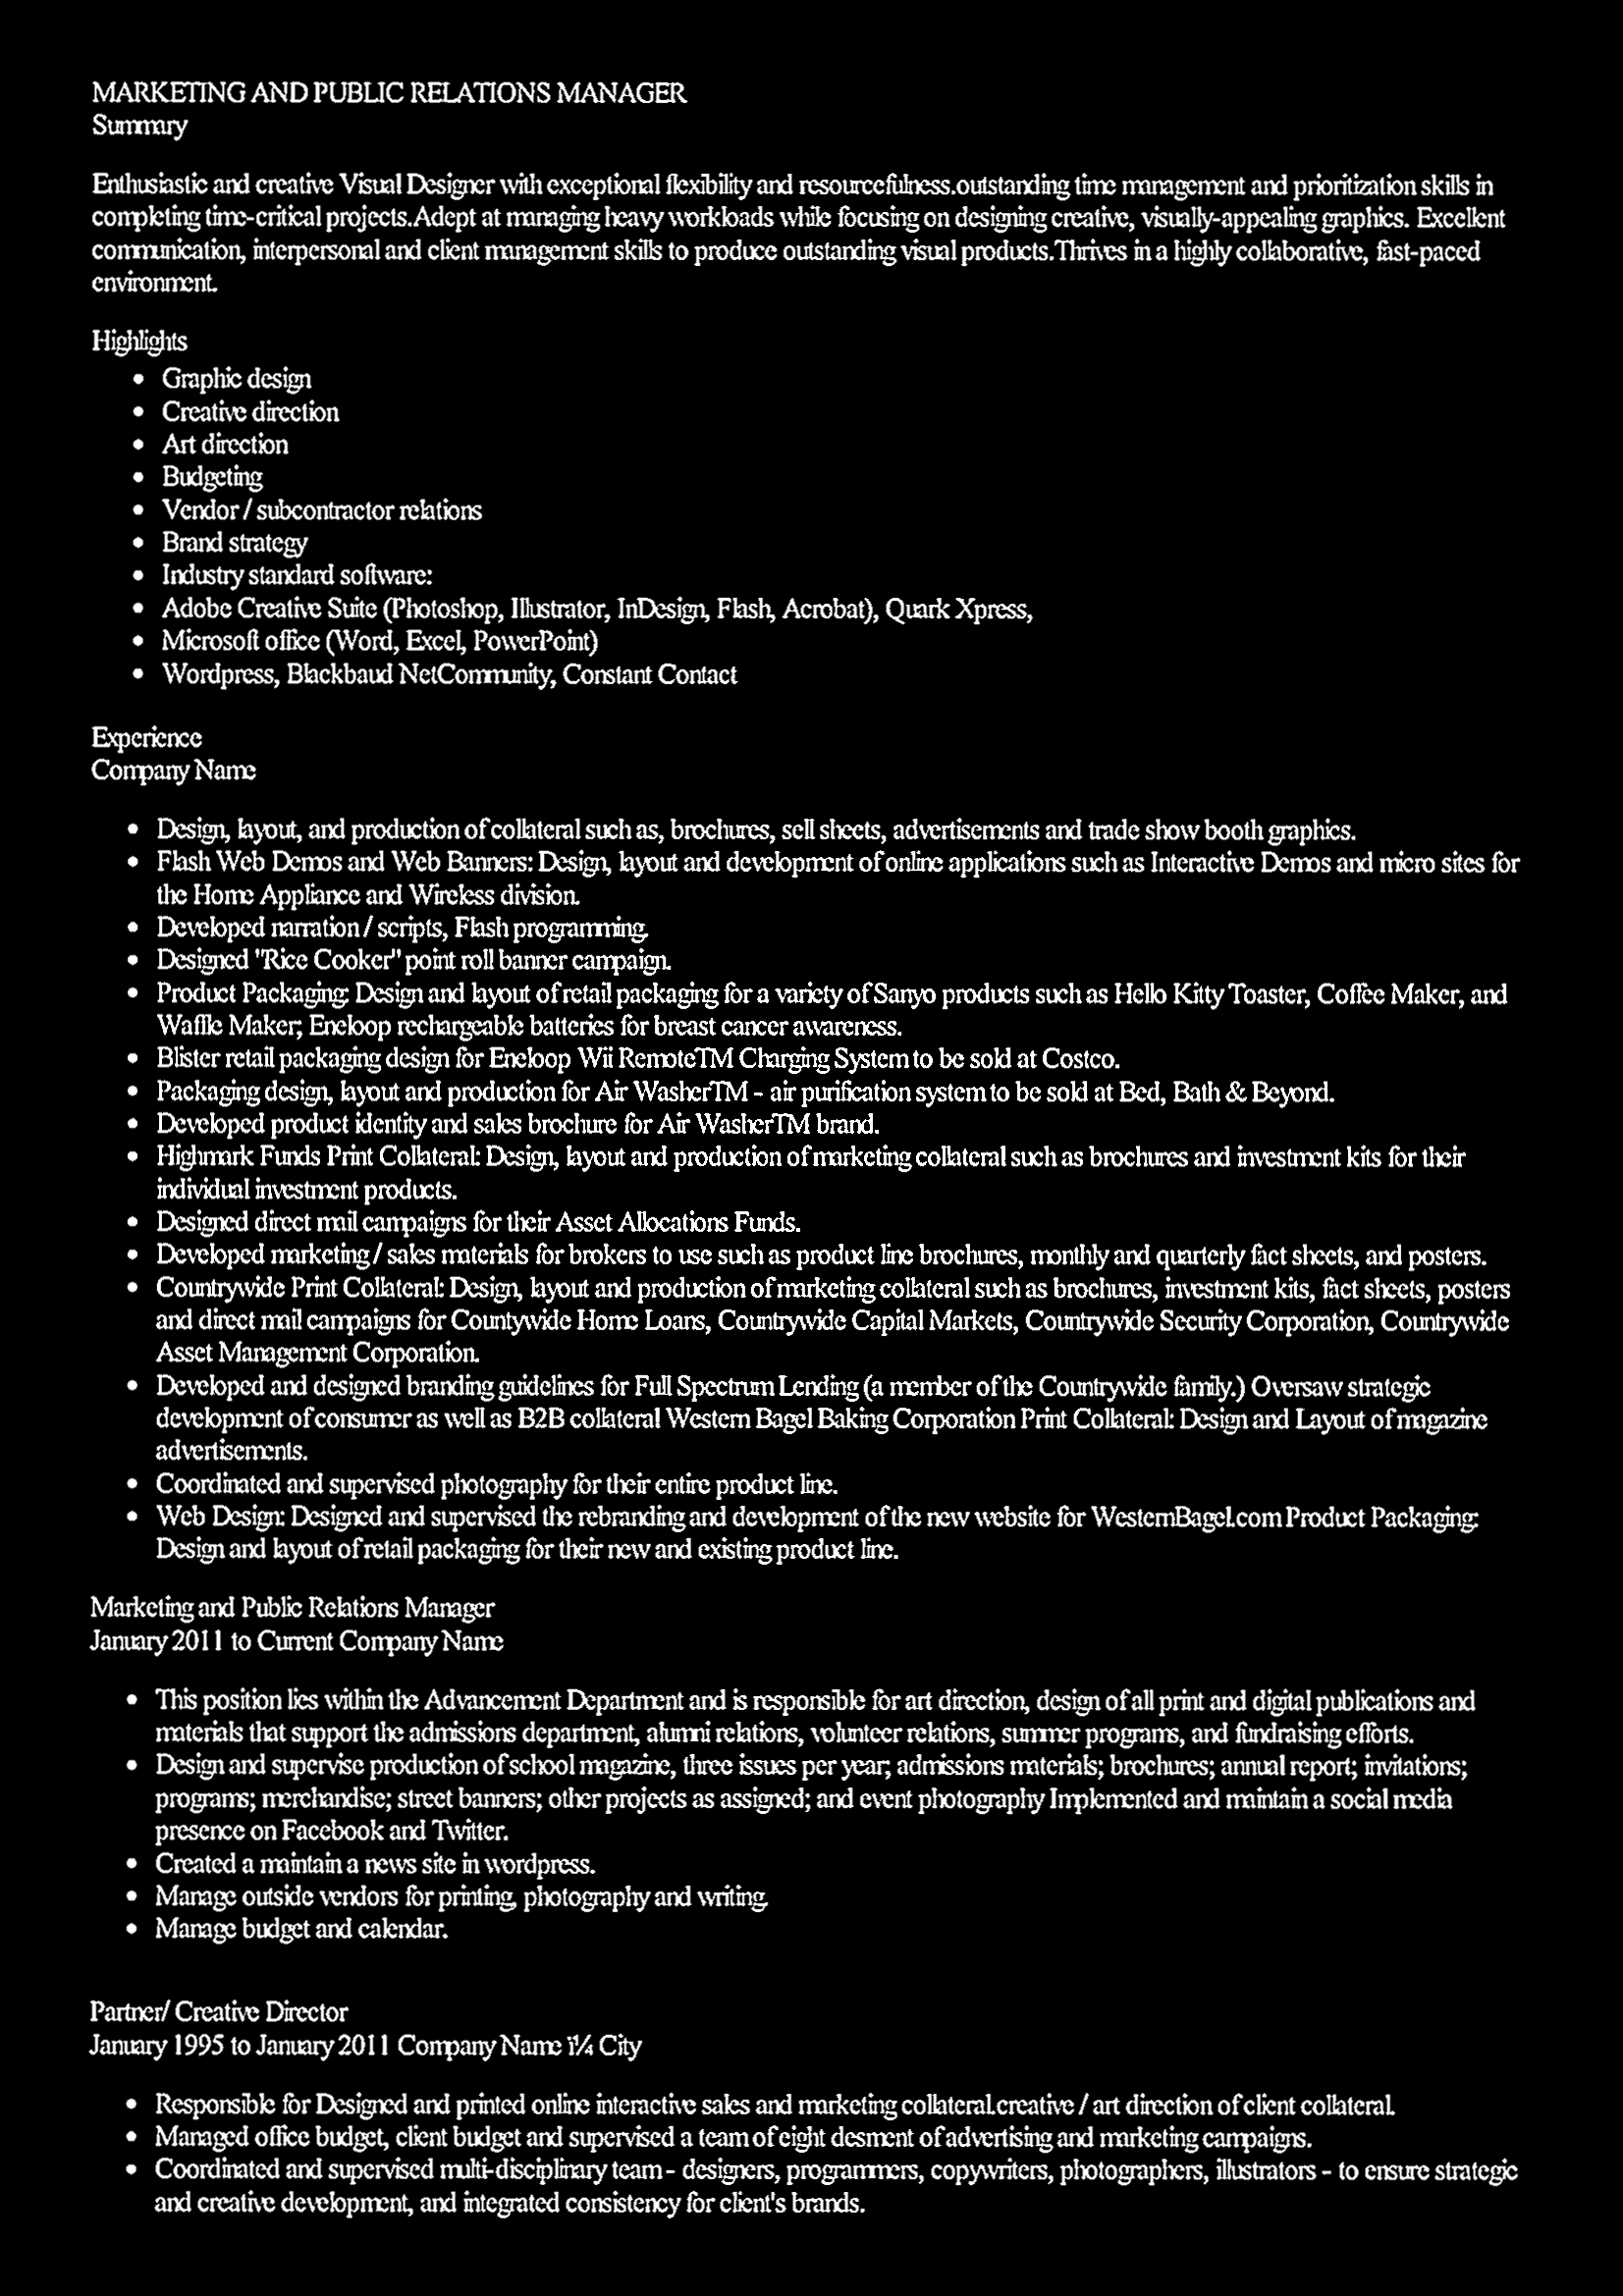 MARKETING AND PUBLIC RELATIONS MANAGER
Summary
Enthusiastic and creative Visual Designer with exceptional flexibility and resourcefulness.outstanding time management and prioritization skills in
completing time-critical projects.Adept at managing heavy workloads while focusing on designing creative, visually-appealing graphics. Excellent
communication, interpersonal and client management skills to produce outstanding visual products.Thrives in a highly collaborative, fast-paced
environment.
Highlights
• Graphic design
• Creative direction
• Art direction
• Budgeting
• Vendor / subcontractor relations
• Brand strategy
• Industry standard software:
• Adobe Creative Suite (Photoshop, Illustrator, InDesign, Flash, Acrobat), Quark Xpress,
• Microsoft office (Word, Excel, PowerPoint)
• Wordpress, Blackbaud NetCommunity, Constant Contact
Experience
Company Name
• Design, layout, and production of collateral such as, brochures, sell sheets, advertisements and trade show booth graphics.
• Flash Web Demos and Web Banners: Design, layout and development of online applications such as Interactive Demos and micro sites for
the Home Appliance and Wireless division.
• Developed narration / scripts, Flash programming.
• Designed "Rice Cooker" point roll banner campaign.
• Product Packaging: Design and layout of retail packaging for a variety of Sanyo products such as Hello Kitty Toaster, Coffee Maker, and
Waffle Maker; Eneloop rechargeable batteries for breast cancer awareness.
• Blister retail packaging design for Eneloop Wii RemoteTM Charging System to be sold at Costco.
• Packaging design, layout and production for Air WasherTM - air purification system to be sold at Bed, Bath & Beyond.
• Developed product identity and sales brochure for Air WasherTM brand.
• Highmark Funds Print Collateral: Design, layout and production of marketing collateral such as brochures and investment kits for their
individual investment products.
• Designed direct mail campaigns for their Asset Allocations Funds.
• Developed marketing / sales materials for brokers to use such as product line brochures, monthly and quarterly fact sheets, and posters.
• Countrywide Print Collateral: Design, layout and production of marketing collateral such as brochures, investment kits, fact sheets, posters
and direct mail campaigns for Countywide Home Loans, Countrywide Capital Markets, Countrywide Security Corporation, Countrywide
Asset Management Corporation.
• Developed and designed branding guidelines for Full Spectrum Lending (a member of the Countrywide family.) Oversaw strategic
development of consumer as well as B2B collateral Western Bagel Baking Corporation Print Collateral: Design and Layout of magazine
advertisements.
• Coordinated and supervised photography for their entire product line.
• Web Design: Designed and supervised the rebranding and development of the new website for WesternBagel.com Product Packaging:
Design and layout of retail packaging for their new and existing product line.
Marketing and Public Relations Manager
January 2011 to Current Company Name
• This position lies within the Advancement Department and is responsible for art direction, design of all print and digital publications and
materials that support the admissions department, alumni relations, volunteer relations, summer programs, and fundraising efforts.
• Design and supervise production of school magazine, three issues per year; admissions materials; brochures; annual report; invitations;
programs; merchandise; street banners; other projects as assigned; and event photography Implemented and maintain a social media
presence on Facebook and Twitter.
• Created a maintain a news site in wordpress.
• Manage outside vendors for printing, photography and writing.
• Manage budget and calendar.
Partner/ Creative Director
January 1995 to January 2011 Company Name ï¼ City
• Responsible for Designed and printed online interactive sales and marketing collateral.creative / art direction of client collateral.
• Managed office budget, client budget and supervised a team of eight desment of advertising and marketing campaigns.
• Coordinated and supervised multi-disciplinary team - designers, programmers, copywriters, photographers, illustrators - to ensure strategic
and creative development, and integrated consistency for client's brands.